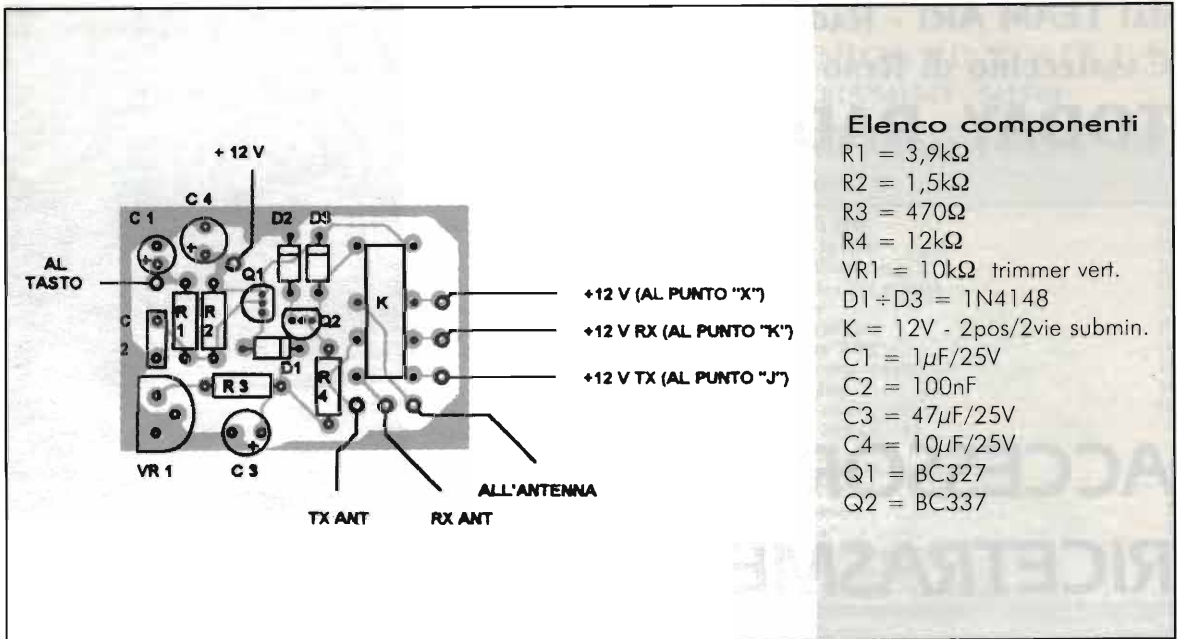 + 12 V
C 4
C 1
D2 D3
AL
TASTO
Q1
K
+12 V (AL PUNTO "X")
C
2
R
1
R
2
Q2
+12 V RX (AL PUNTO "K")
D1
+12 V TX (AL PUNTO "J")
R 3
R
4
VR 1
C 3
ALL'ANTENNA
TX ANT
RX ANT
Elenco componenti
R1 = 3,9kΩ
R2 = 1,5kΩ
R3 = 470Ω
R4 = 12kΩ
VR1 = 10kΩ trimmer vert.
D1÷D3 = 1N4148
K = 12V - 2pos/2vie submin.
C1 = 1µF/25V
C2 = 100nF
C3 = 47µF/25V
C4 = 10µF/25V
Q1 = BC327
Q2 = BC337